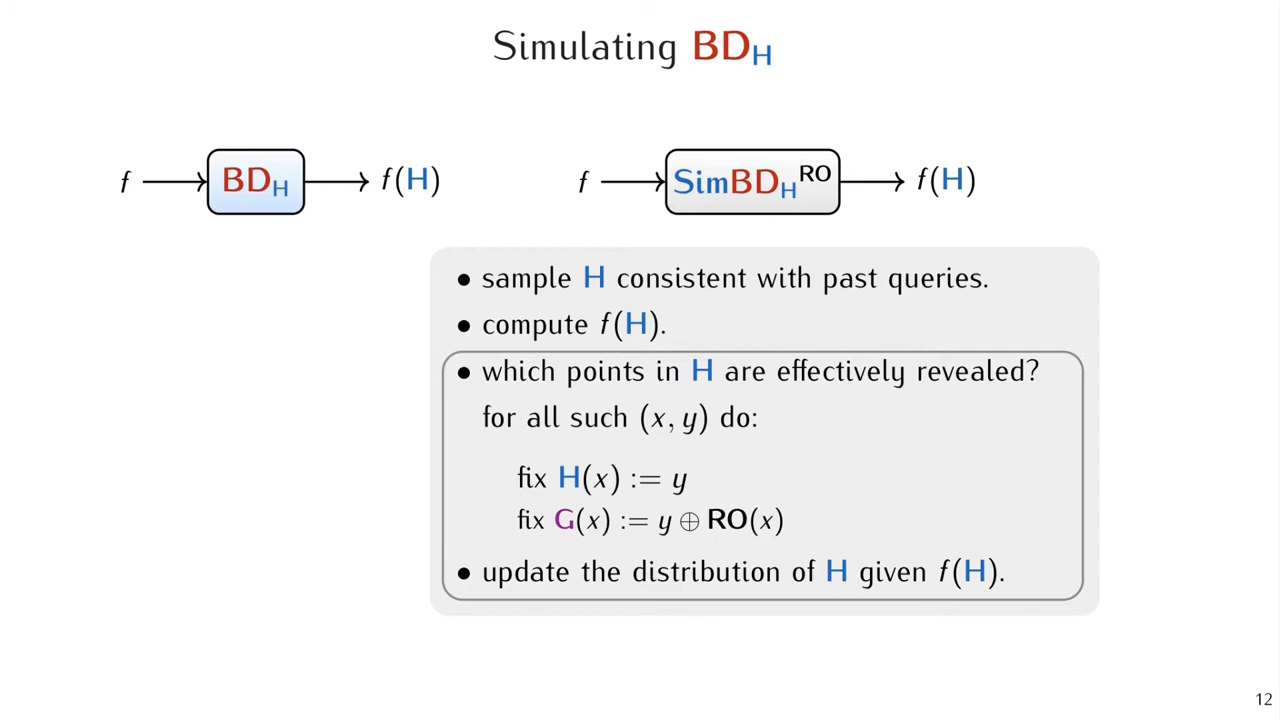 Simulating BD_H
f → BD_H → f(H)
f → SimBD_H^RO → f(H)
• sample H consistent with past queries.
• compute f(H).
• which points in H are effectively revealed?
for all such (x, y) do:
fix H(x) := y
fix G(x) := y ⊕ RO(x)
• update the distribution of H given f(H).
12